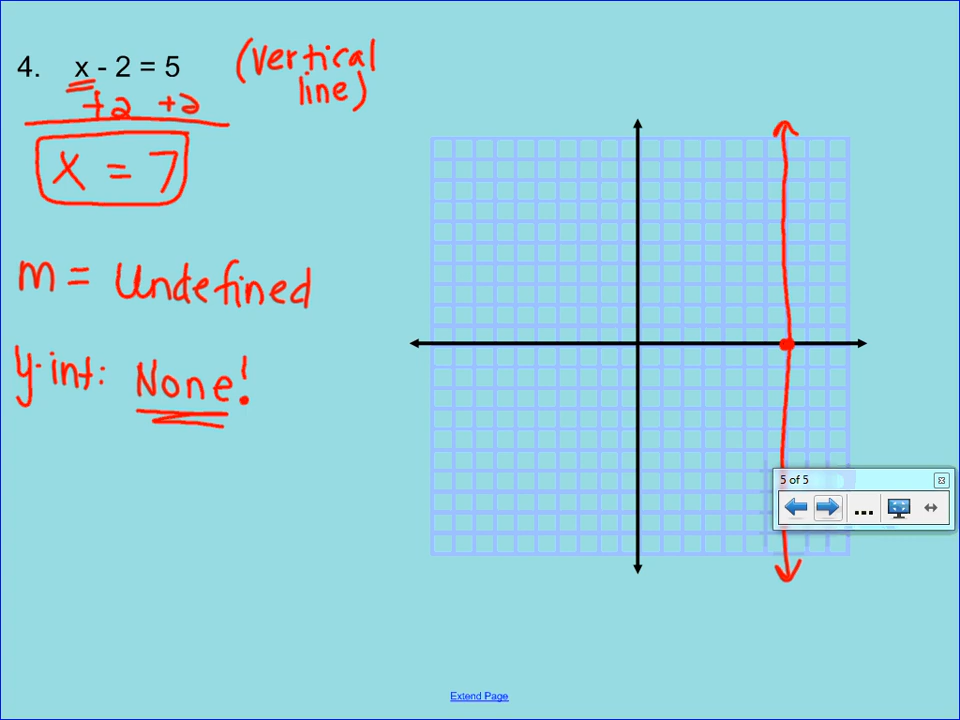 4. x - 2 = 5
(vertical
line)
+2 +2
x = 7
m = Undefined
y-int: None!
5 of 5
...
Extend Page